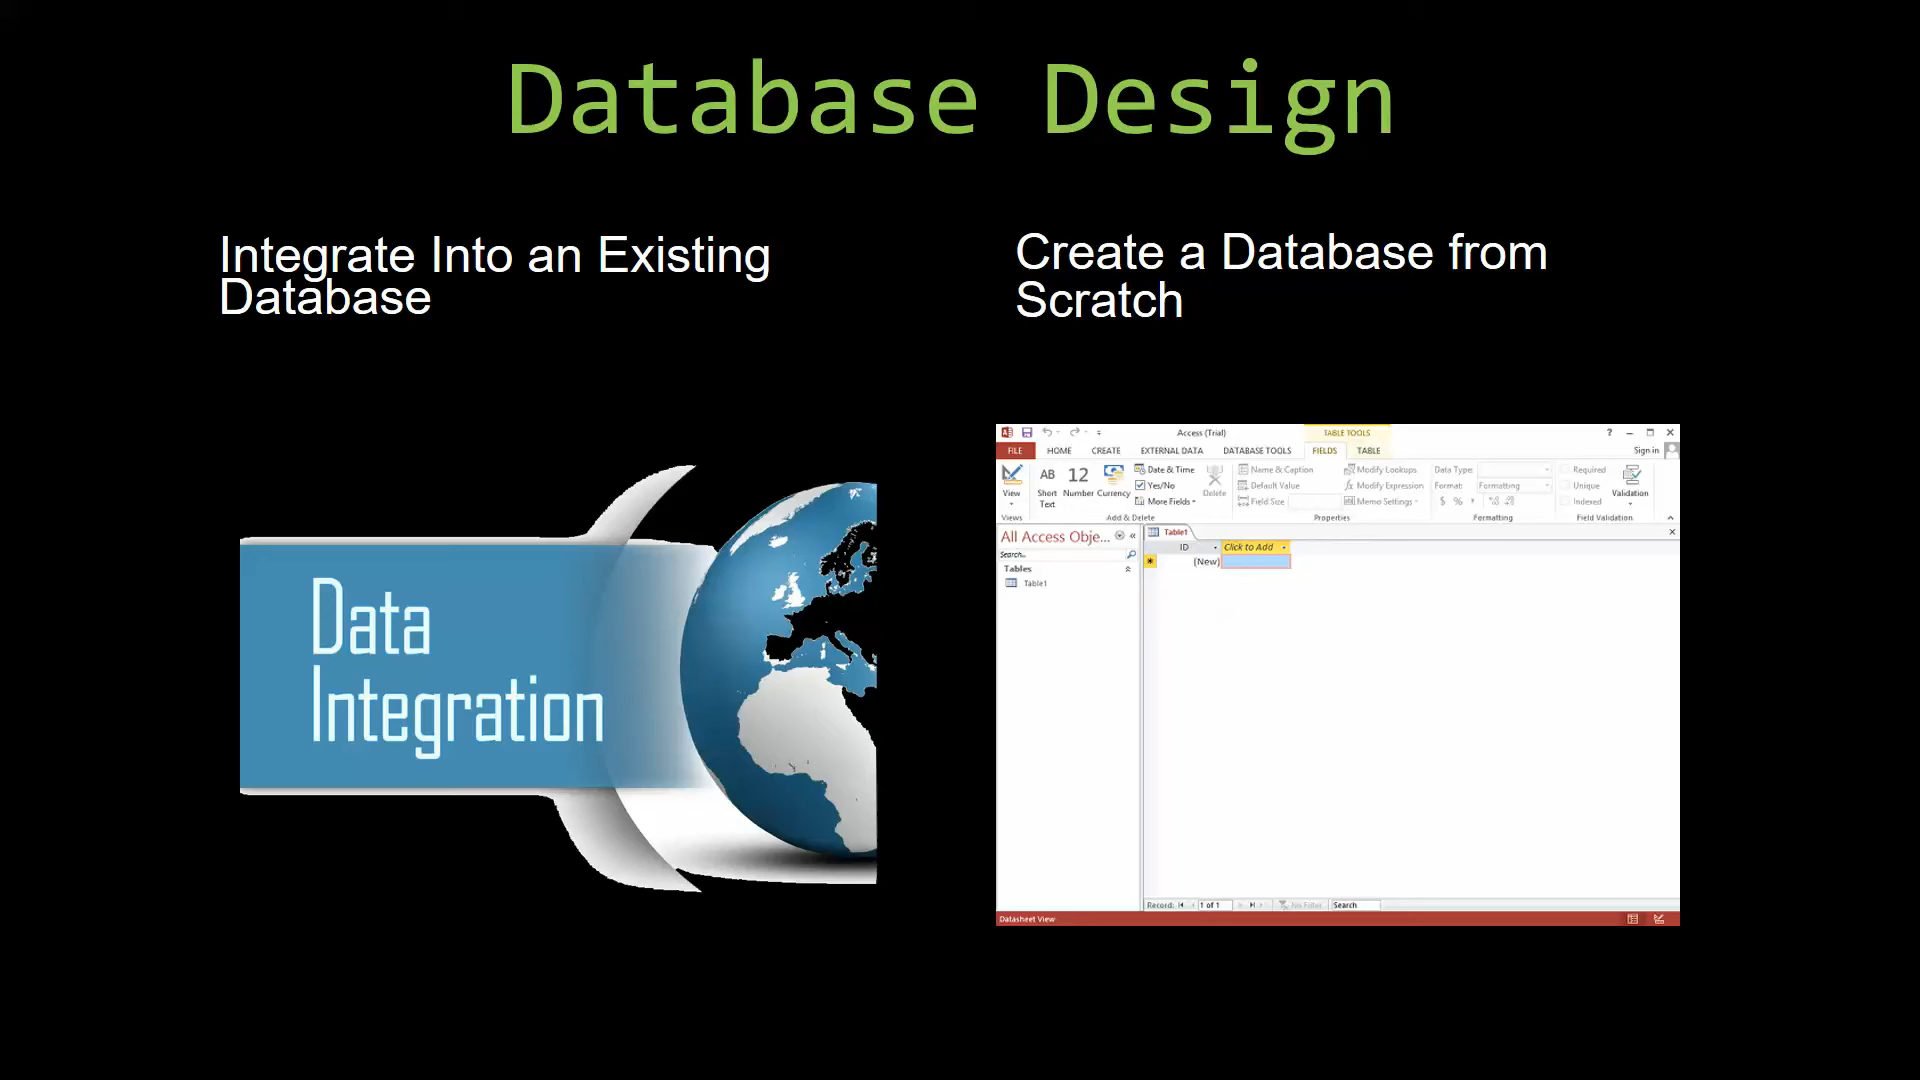 Database Design
Integrate Into an Existing
Database
Create a Database from
Scratch
Data
Integration
Access (Trial)
TABLE TOOLS
?
FILE
HOME
CREATE
EXTERNAL DATA
DATABASE TOOLS
FIELDS
TABLE
Sign in
View
AB
Short
Text
12
Number
Currency
Date & Time
Yes/No
More Fields
Delete
Name & Caption
Default Value
Field Size
Modify Lookups
fx Modify Expression
Memo Settings
Data Type:
Format: Formatting
$ %
Required
Unique
Indexed
Validation
Views
Add & Delete
Properties
Formatting
Field Validation
All Access Obje...
Search...
Tables
Table1
Table1
ID
Click to Add
(New)
Record:
1 of 1
No Filter
Search
Datasheet View